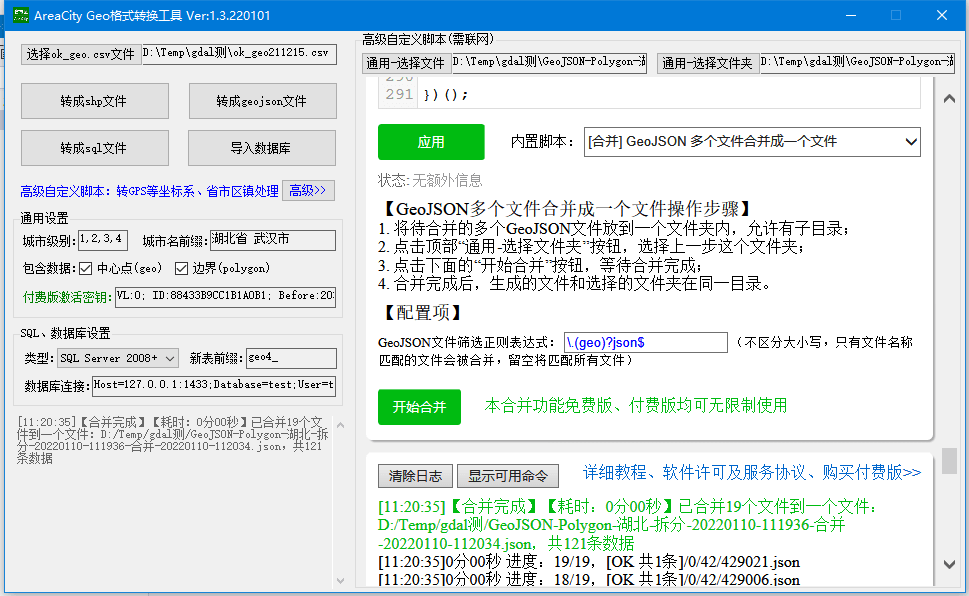 AreaCity Geo格式转换工具 Ver:1.3.220101
选择ok_geo.csv文件 D:\Temp\gdal测\ok_geo211215.csv
转成shp文件 转成geojson文件
转成sql文件 导入数据库
高级自定义脚本：转GPS等坐标系、省市区镇处理 高级>>
通用设置
城市级别: 1,2,3,4 城市名前缀: 湖北省 武汉市
包含数据: 中心点(geo) 边界(polygon)
付费版激活密钥: VL:0; ID:88433B9CC1B1A0B1; Before:20
SQL、数据库设置
类型: SQL Server 2008+ 新表前缀: geo4_
数据库连接: Host=127.0.0.1:1433;Database=test;User=t
[11:20:35]【合并完成】【耗时：0分00秒】已合并19个文
件到一个文件：D:/Temp/gdal测/GeoJSON-Polygon-湖北-拆
分-20220110-111936-合并-20220110-112034.json，共121
条数据
高级自定义脚本(需联网)
通用-选择文件 D:\Temp\gdal测\GeoJSON-Polygon- 通用-选择文件夹 D:\Temp\gdal测\GeoJSON-Polygon-
290
291 })();
应用 内置脚本： [合并] GeoJSON 多个文件合并成一个文件
状态: 无额外信息
【GeoJSON多个文件合并成一个文件操作步骤】
1. 将待合并的多个GeoJSON文件放到一个文件夹内，允许有子目录；
2. 点击顶部“通用-选择文件夹”按钮，选择上一步这个文件夹；
3. 点击下面的“开始合并”按钮，等待合并完成；
4. 合并完成后，生成的文件和选择的文件夹在同一目录。
【配置项】
GeoJSON文件筛选正则表达式： \.(geo)?json$ （不区分大小写，只有文件名称
匹配的文件会被合并，留空将匹配所有文件）
开始合并 本合并功能免费版、付费版均可无限制使用
清除日志 显示可用命令 详细教程、软件许可及服务协议、购买付费版>>
[11:20:35]【合并完成】【耗时：0分00秒】已合并19个文件到一个文件：
D:/Temp/gdal测/GeoJSON-Polygon-湖北-拆分-20220110-111936-合并
-20220110-112034.json，共121条数据
[11:20:35]0分00秒 进度：19/19，[OK 共1条]/0/42/429021.json
[11:20:35]0分00秒 进度：18/19，[OK 共1条]/0/42/429006.json